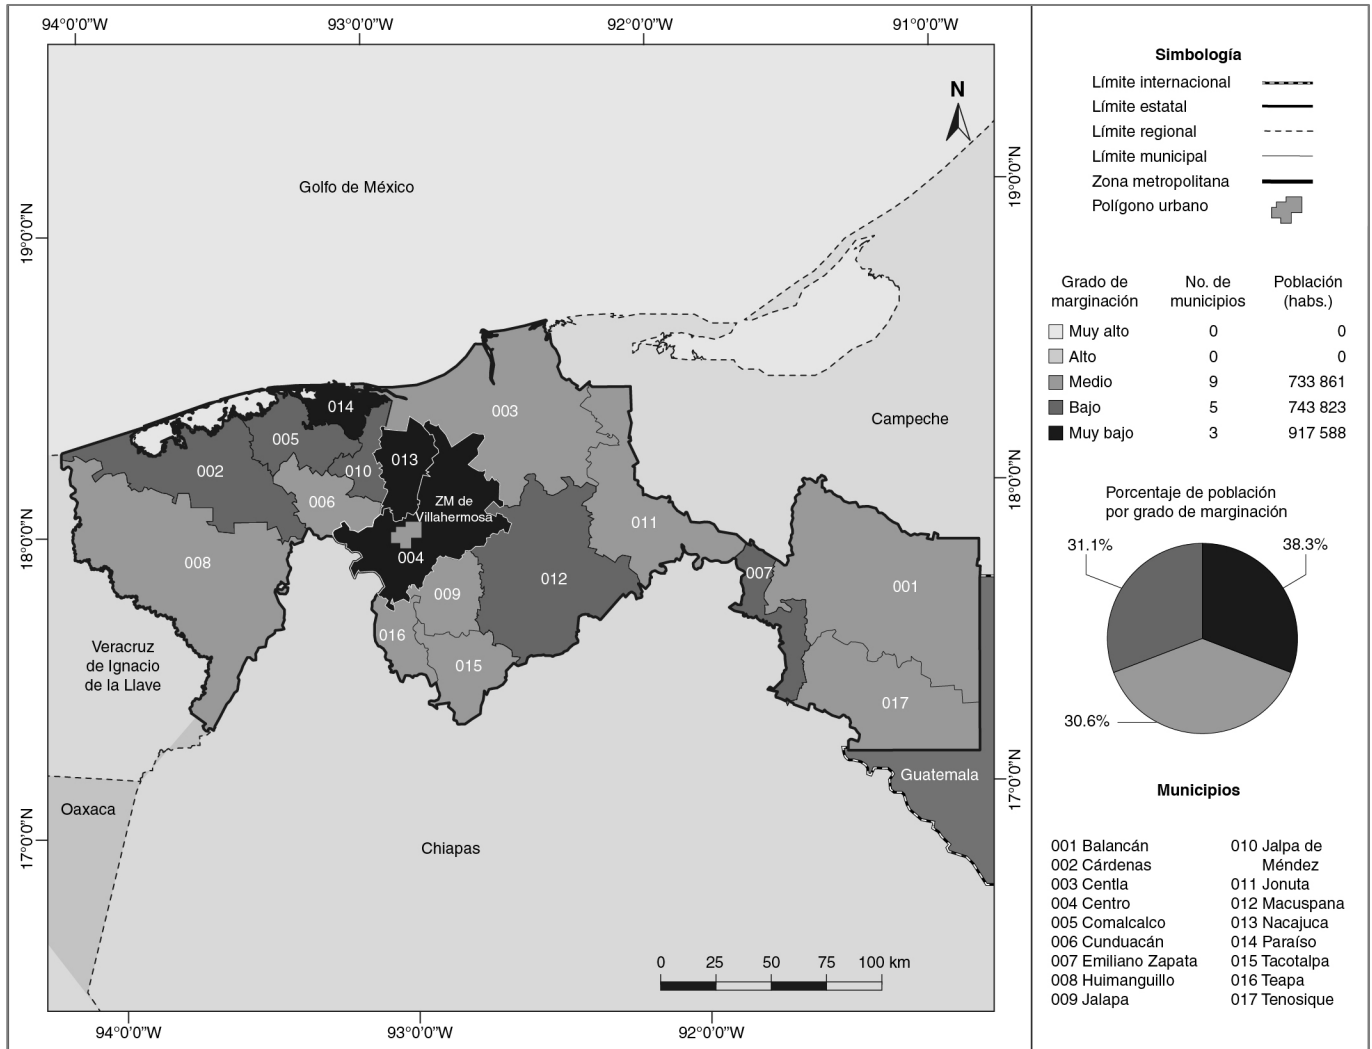 94°0'0"W 93°0'0"W 92°0'0"W 91°0'0"W
19°0'0"N
18°0'0"N
17°0'0"N
19°0'0"N
18°0'0"N
17°0'0"N
94°0'0"W 93°0'0"W 92°0'0"W
N
Golfo de México
Campeche
Veracruz
de Ignacio
de la Llave
Oaxaca
Chiapas
Guatemala
014
003
005
013
002
010
006
ZM de
Villahermosa
011
004
008
007
012
001
009
016
015
017
0 25 50 75 100 km
Simbología
Límite internacional
Límite estatal
Límite regional
Límite municipal
Zona metropolitana
Polígono urbano
Grado de marginación No. de municipios Población (habs.)
Muy alto 0 0
Alto 0 0
Medio 9 733 861
Bajo 5 743 823
Muy bajo 3 917 588
Porcentaje de población
por grado de marginación
31.1% 38.3%
30.6%
Municipios
001 Balancán
002 Cárdenas
003 Centla
004 Centro
005 Comalcalco
006 Cunduacán
007 Emiliano Zapata
008 Huimanguillo
009 Jalapa
010 Jalpa de
Méndez
011 Jonuta
012 Macuspana
013 Nacajuca
014 Paraíso
015 Tacotalpa
016 Teapa
017 Tenosique